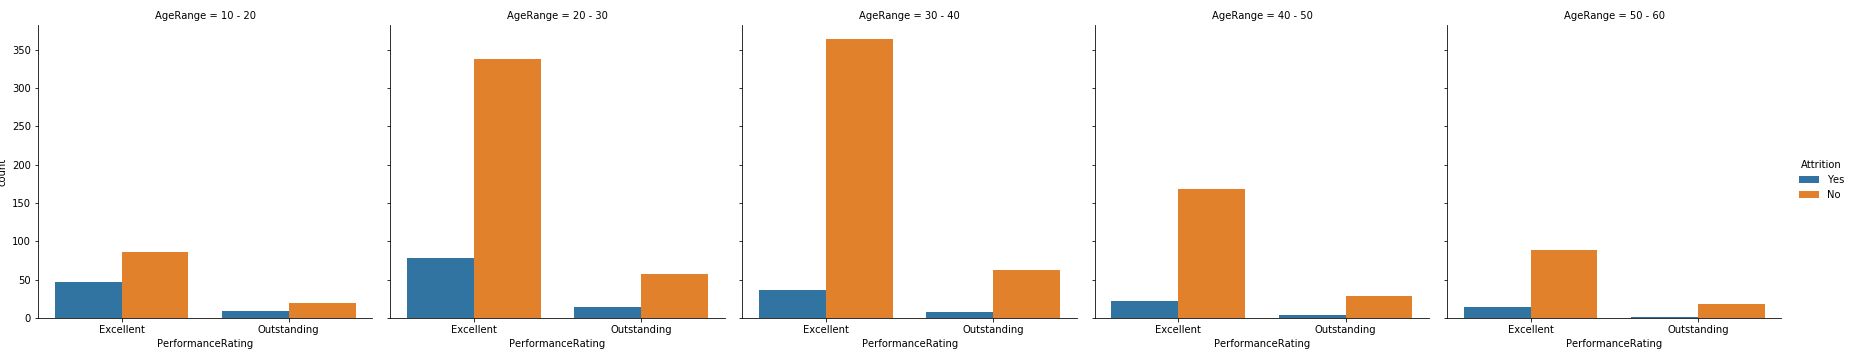 AgeRange = 10 - 20
AgeRange = 20 - 30
AgeRange = 30 - 40
AgeRange = 40 - 50
AgeRange = 50 - 60
350
300
250
200
150
100
50
0
count
Excellent
Outstanding
PerformanceRating
Excellent
Outstanding
PerformanceRating
Excellent
Outstanding
PerformanceRating
Excellent
Outstanding
PerformanceRating
Excellent
Outstanding
PerformanceRating
Attrition
Yes
No